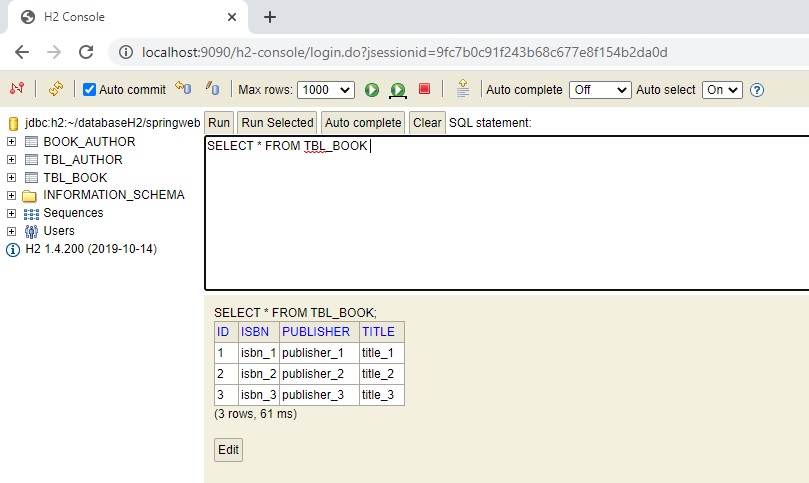 H2 Console
localhost:9090/h2-console/login.do?jsessionid=9fc7b0c91f243b68c677e8f154b2da0d
Auto commit Max rows: 1000 Auto complete Off Auto select On ?
jdbc:h2:~/databaseH2/springweb
BOOK_AUTHOR
TBL_AUTHOR
TBL_BOOK
INFORMATION_SCHEMA
Sequences
Users
H2 1.4.200 (2019-10-14)
Run Run Selected Auto complete Clear SQL statement:
SELECT * FROM TBL_BOOK
SELECT * FROM TBL_BOOK;
ID ISBN PUBLISHER TITLE
1 isbn_1 publisher_1 title_1
2 isbn_2 publisher_2 title_2
3 isbn_3 publisher_3 title_3
(3 rows, 61 ms)
Edit